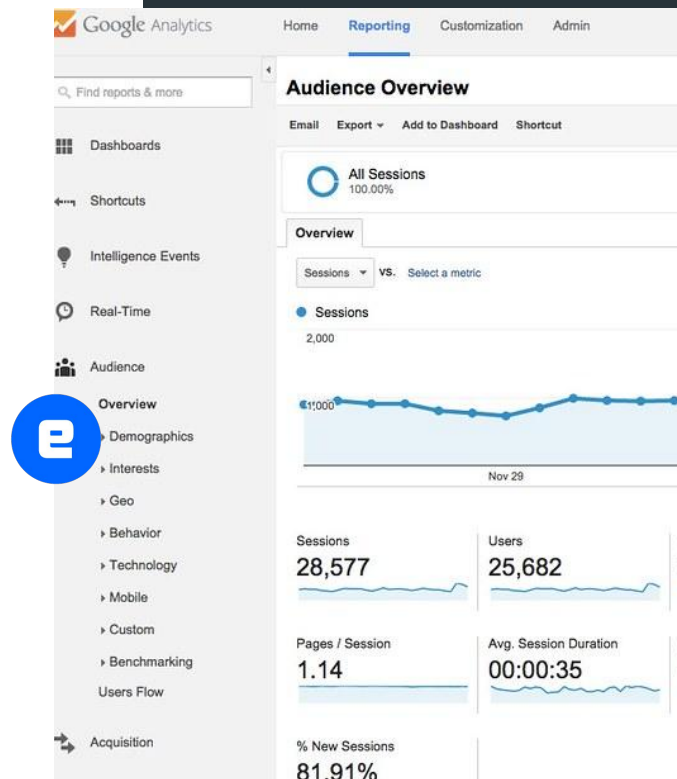 Google Analytics
Home Reporting Customization Admin
Find reports & more
Dashboards
Shortcuts
Intelligence Events
Real-Time
Audience
Overview
Demographics
Interests
Geo
Behavior
Technology
Mobile
Custom
Benchmarking
Users Flow
Acquisition
Audience Overview
Email Export Add to Dashboard Shortcut
All Sessions
100.00%
Overview
Sessions VS. Select a metric
Sessions
2,000
1,000
Nov 29
Sessions
28,577
Users
25,682
Pages / Session
1.14
Avg. Session Duration
00:00:35
% New Sessions
81.91%
e